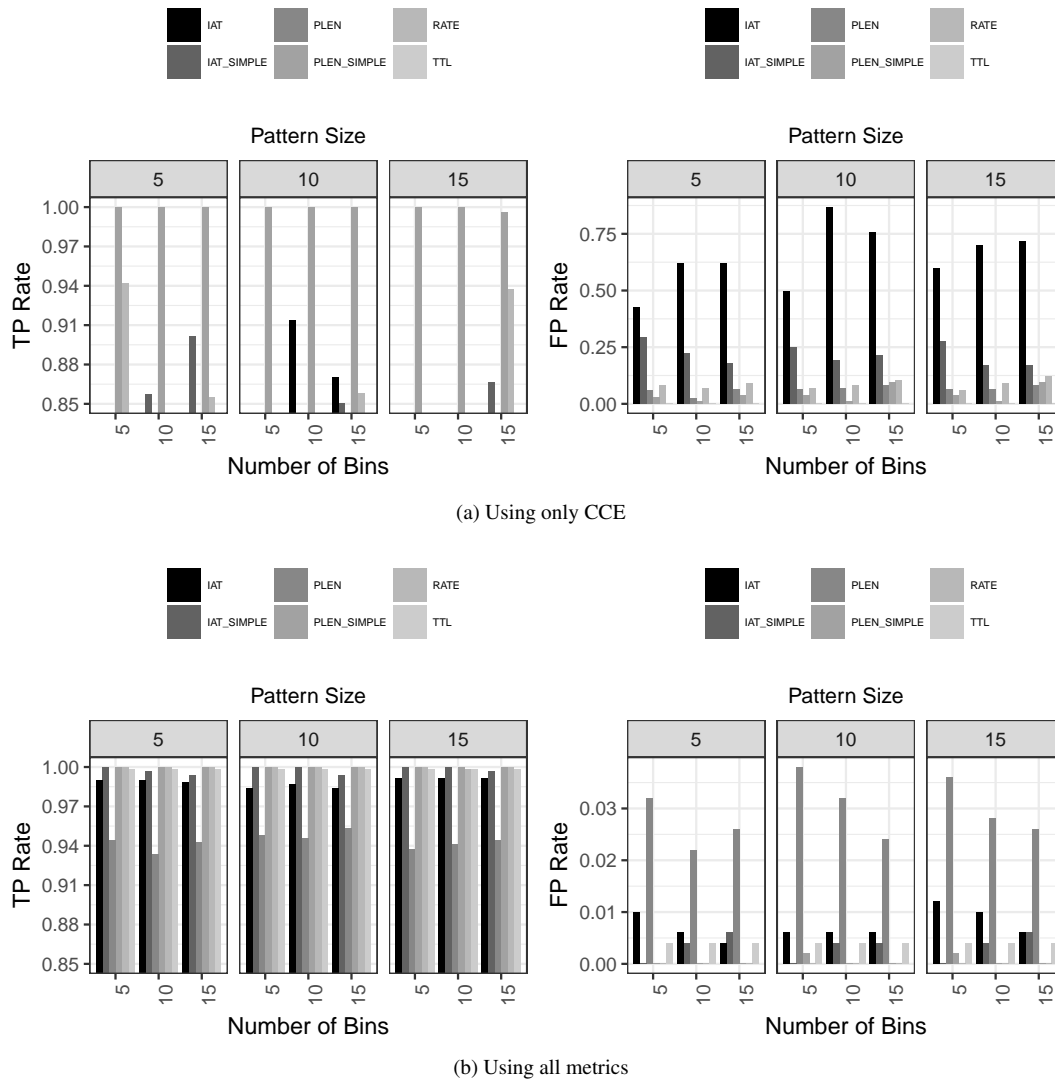 IAT PLEN RATE
IAT_SIMPLE PLEN_SIMPLE TTL
Pattern Size
5 10 15
1.00
0.97
0.94
0.91
0.88
0.85
TP Rate
5 10 15 5 10 15 5 10 15
Number of Bins
IAT PLEN RATE
IAT_SIMPLE PLEN_SIMPLE TTL
Pattern Size
5 10 15
0.75
0.50
0.25
0.00
FP Rate
5 10 15 5 10 15 5 10 15
Number of Bins
(a) Using only CCE
IAT PLEN RATE
IAT_SIMPLE PLEN_SIMPLE TTL
Pattern Size
5 10 15
1.00
0.97
0.94
0.91
0.88
0.85
TP Rate
5 10 15 5 10 15 5 10 15
Number of Bins
IAT PLEN RATE
IAT_SIMPLE PLEN_SIMPLE TTL
Pattern Size
5 10 15
0.03
0.02
0.01
0.00
FP Rate
5 10 15 5 10 15 5 10 15
Number of Bins
(b) Using all metrics